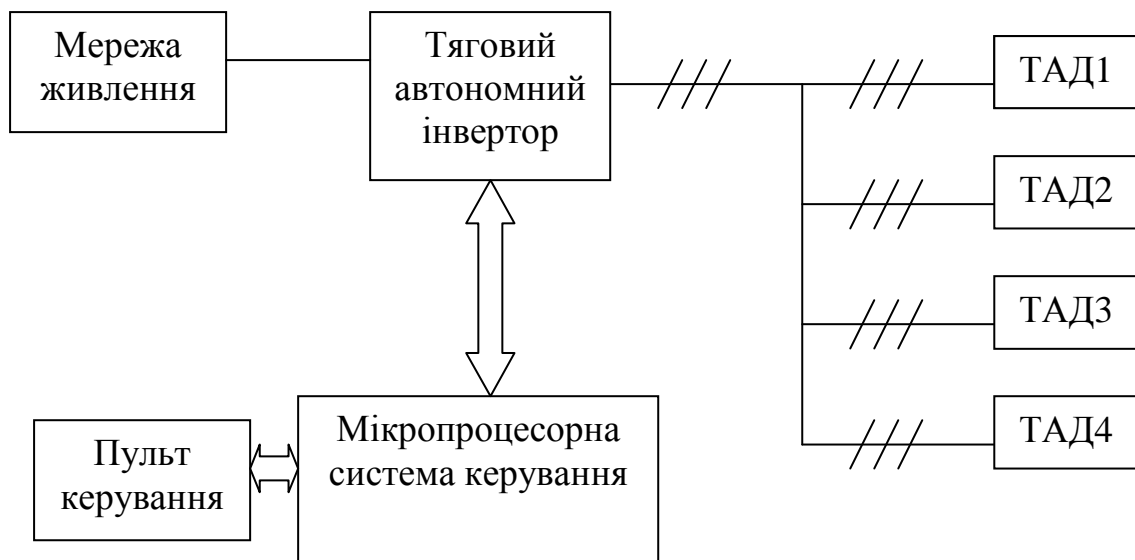 Мережа
живлення
Тяговий
автономний
інвертор
ТАД1
ТАД2
ТАД3
ТАД4
Пульт
керування
Мікропроцесорна
система керування